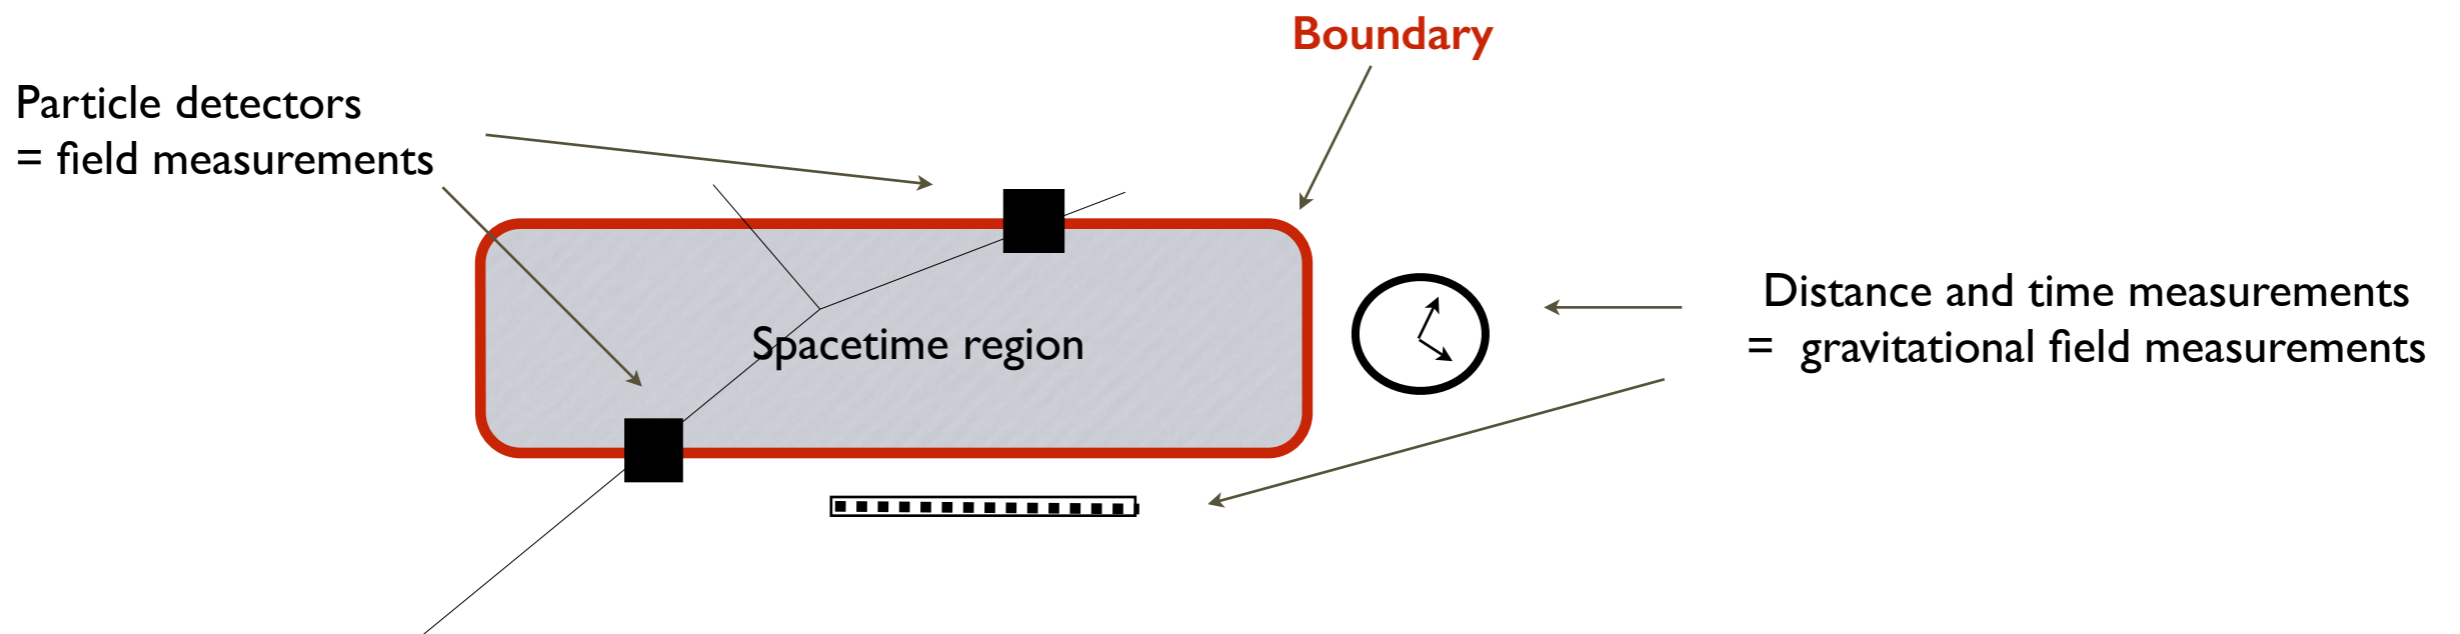 Boundary
Particle detectors
= field measurements
Spacetime region
Distance and time measurements
= gravitational field measurements